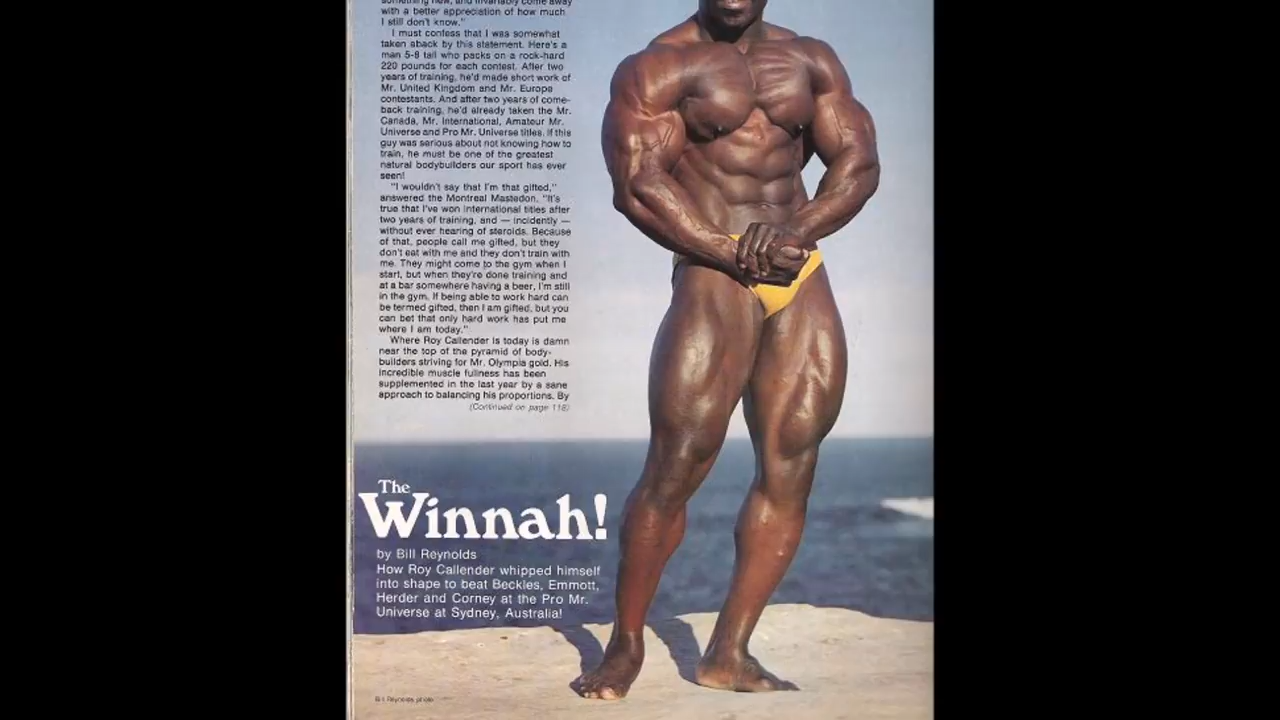 something new, and invariably come away
with a better appreciation of how much
I still don't know."
I must confess that I was somewhat
taken aback by this statement. Here's a
man 5-8 tall who packs on a rock-hard
220 pounds for each contest. After two
years of training, he'd made short work of
Mr. United Kingdom and Mr. Europe
contestants. And after two years of come-
back training, he'd already taken the Mr.
Canada, Mr. International, Amateur Mr.
Universe and Pro Mr. Universe titles. If this
guy was serious about not knowing how to
train, he must be one of the greatest
natural bodybuilders our sport has ever
seen!
"I wouldn't say that I'm that gifted,"
answered the Montreal Mastodon. "It's
true that I've won international titles after
two years of training, and — incidently —
without ever hearing of steroids. Because
of that, people call me gifted, but they
don't eat with me and they don't train with
me. They might come to the gym when I
start, but when they're done training and
at a bar somewhere having a beer, I'm still
in the gym. If being able to work hard can
be termed gifted, then I am gifted, but you
can bet that only hard work has put me
where I am today."
Where Roy Callender is today is damn
near the top of the pyramid of body-
builders striving for Mr. Olympia gold. His
incredible muscle fullness has been
supplemented in the last year by a sane
approach to balancing his proportions. By
(Continued on page 118)
The
Winnah!
by Bill Reynolds
How Roy Callender whipped himself
into shape to beat Beckles, Emmott,
Herder and Corney at the Pro Mr.
Universe at Sydney, Australia!
Bill Reynolds photo